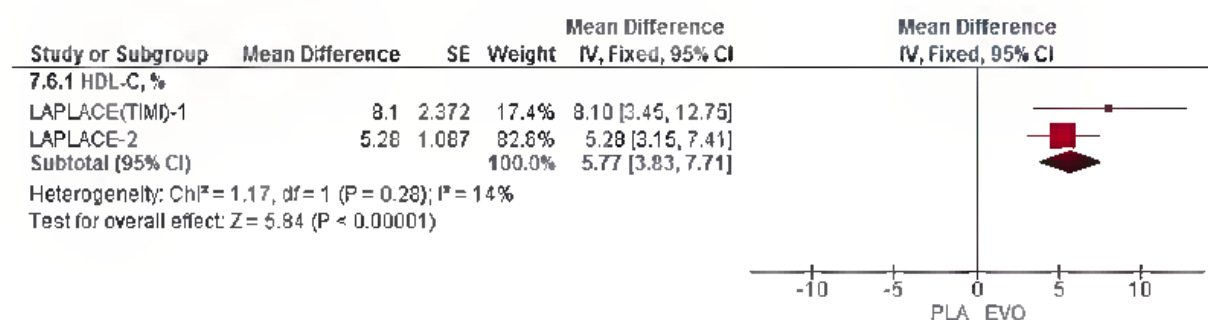 Mean Difference Mean Difference
Study or Subgroup Mean Difference SE Weight IV, Fixed, 95% CI IV, Fixed, 95% CI
7.6.1 HDL-C, %
LAPLACE(TIMI)-1 8.1 2.372 17.4% 8.10 [3.45, 12.75]
LAPLACE-2 5.28 1.087 82.6% 5.28 [3.15, 7.41]
Subtotal (95% CI) 100.0% 5.77 [3.83, 7.71]
Heterogeneity: Chi² = 1.17, df = 1 (P = 0.28); I² = 14%
Test for overall effect: Z = 5.84 (P < 0.00001)
-10 -5 0 5 10
PLA EVO